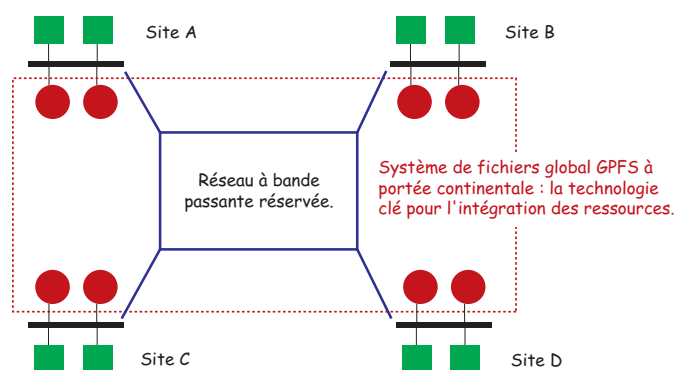 Site A
Site B
Système de fichiers global GPFS à
portée continentale : la technologie
clé pour l'intégration des ressources.
Réseau à bande
passante réservée.
Site C
Site D